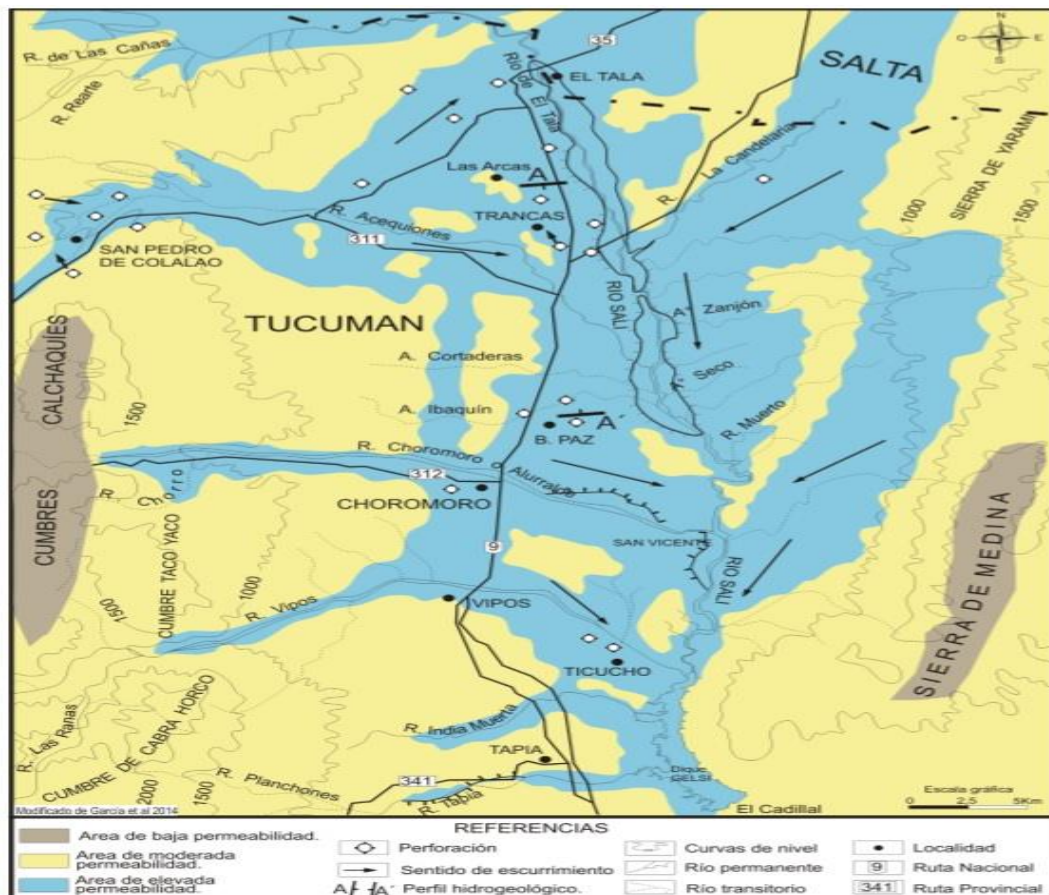 N
O E
S
R. de Las Cañas
R. Rearte
35
EL TALA
SALTA
Río de El Tala
Las Arcas
A
R. La Candelaria
SIERRA DE YARAMI
1000
1500
TRANCAS
R. Acequiones
311
SAN PEDRO
DE COLALAO
RIO SALI
TUCUMAN
A° Zanjón
A. Cortaderas
A° Seco
CUMBRES CALCHAQUÍES
1500
A. Ibaquín
A´
B. PAZ
R. Muerto
R. Choromoro
312
Alurralde
R. Chorro
CHOROMORO
SAN VICENTE
9
RIO SALI
SIERRA DE MEDINA
CUMBRE TACO YACO
1500
1000
R. Vipos
VIPOS
TICUCHO
R. India Muerta
R. Las Ranas
CUMBRE DE CABRA HORCO
TAPIA
2000
1500
R. Planchones
341
R. Tapia
Dique
GELSI
El Cadillal
Escala gráfica
0 2,5 5Km
Modificado de García et al 2014
REFERENCIAS
Area de baja permeabilidad.
Area de moderada
permeabilidad.
Area de elevada
permeabilidad.
Perforación
Sentido de escurrimiento
A A´ Perfil hidrogeológico.
Curvas de nivel
Río permanente
Río transitorio
Localidad
9 Ruta Nacional
341 Ruta Provincial